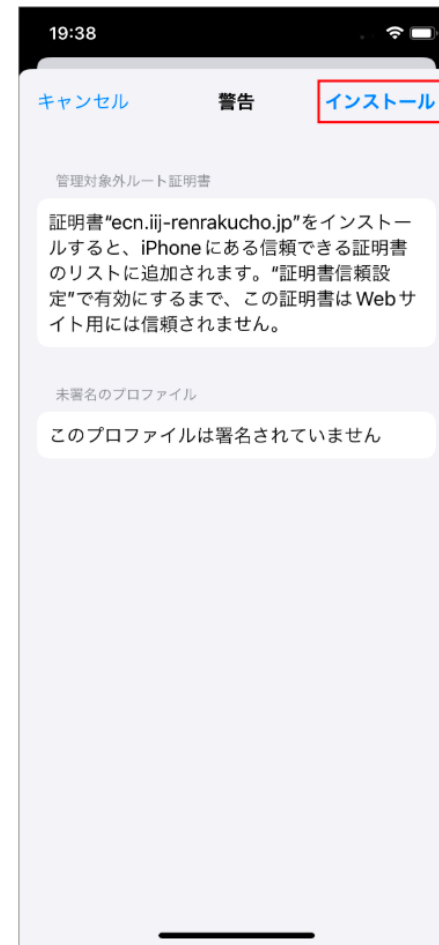 19:38
キャンセル 警告 インストール
管理対象外ルート証明書
証明書“ecn.iij-renrakucho.jp”をインストー
ルすると、iPhoneにある信頼できる証明書
のリストに追加されます。“証明書信頼設
定”で有効にするまで、この証明書はWebサ
イト用には信頼されません。
未署名のプロファイル
このプロファイルは署名されていません